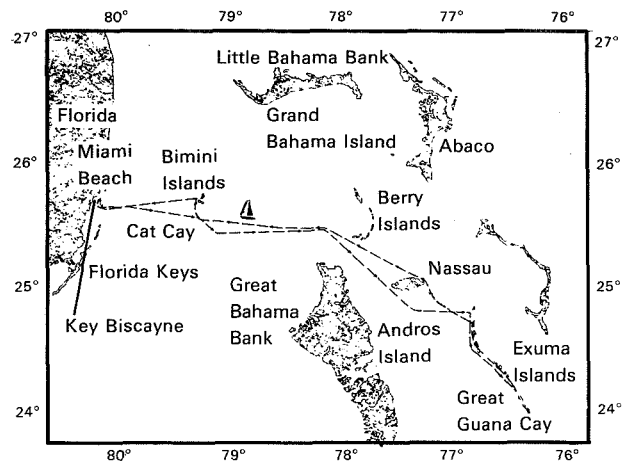 80° 79° 78° 77° 76°
27° 27°
Little Bahama Bank
Florida
Grand
Bahama Island
Abaco
Miami
Beach
Bimini
Islands
26° 26°
Berry
Islands
Cat Cay
Florida Keys
Nassau
Great
Bahama
Bank
25° 25°
Key Biscayne
Andros
Island
Exuma
Islands
Great
Guana Cay
24° 24°
80° 79° 78° 77° 76°